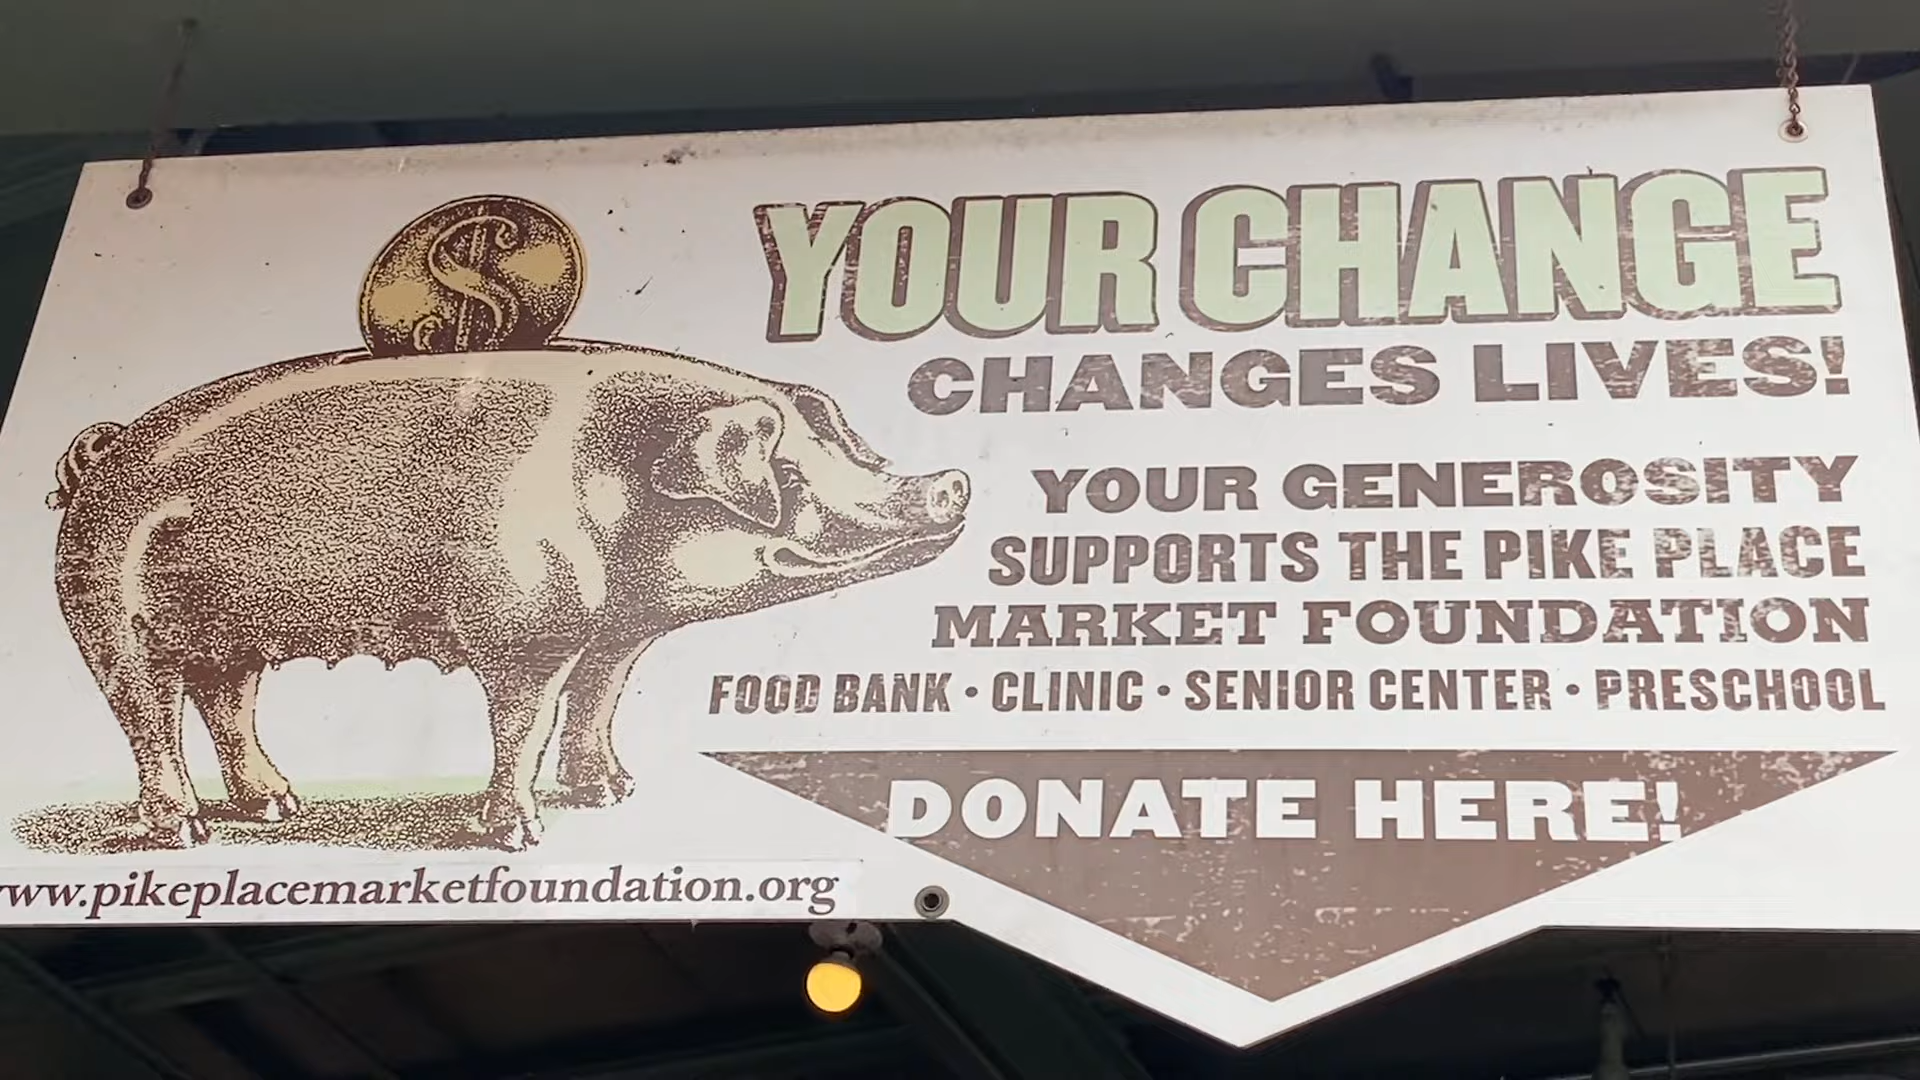 $
YOUR CHANGE
CHANGES LIVES!
YOUR GENEROSITY
SUPPORTS THE PIKE PLACE
MARKET FOUNDATION
FOOD BANK • CLINIC • SENIOR CENTER • PRESCHOOL
DONATE HERE!
www.pikeplacemarketfoundation.org